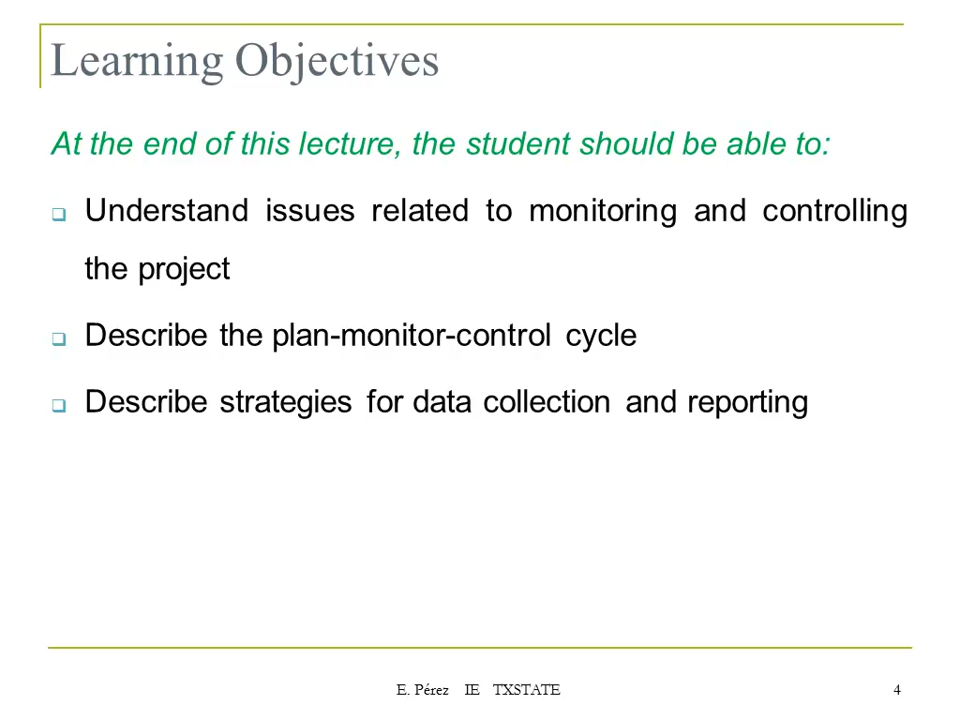 Learning Objectives
At the end of this lecture, the student should be able to:
Understand issues related to monitoring and controlling
the project
Describe the plan-monitor-control cycle
Describe strategies for data collection and reporting
E. Pérez IE TXSTATE
4